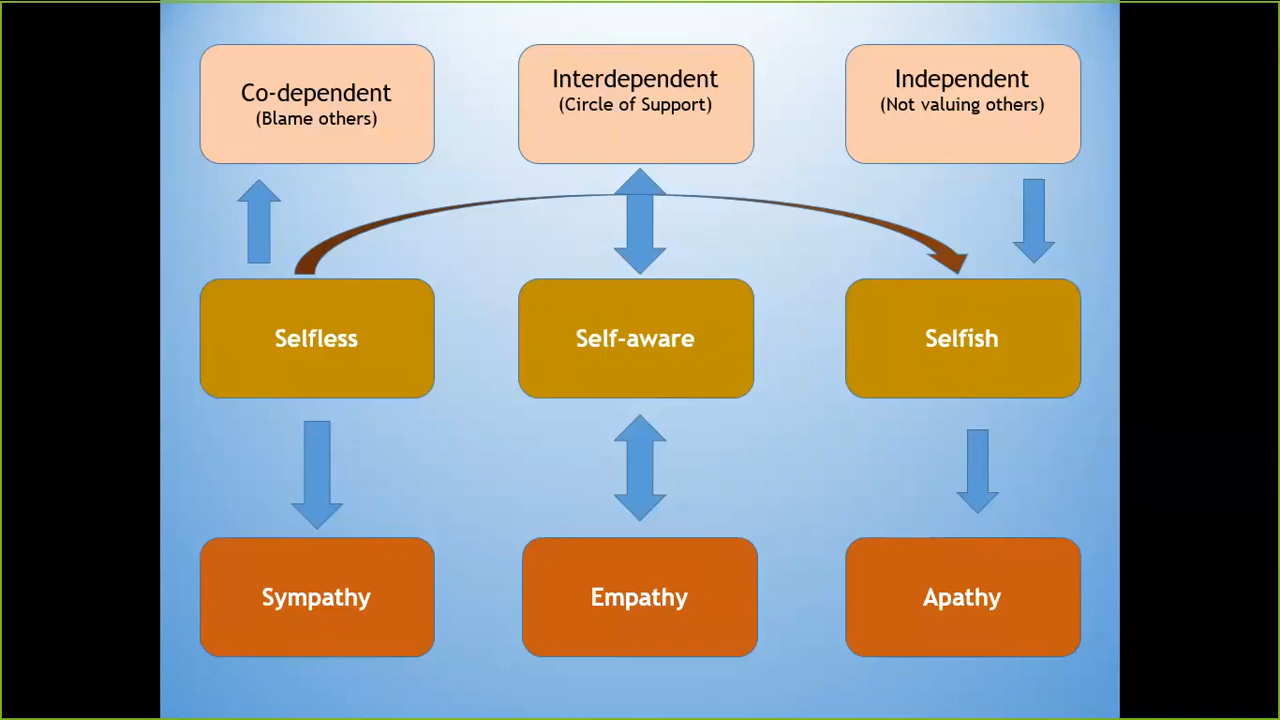 Co-dependent
(Blame others)
Interdependent
(Circle of Support)
Independent
(Not valuing others)
Selfless
Self-aware
Selfish
Sympathy
Empathy
Apathy